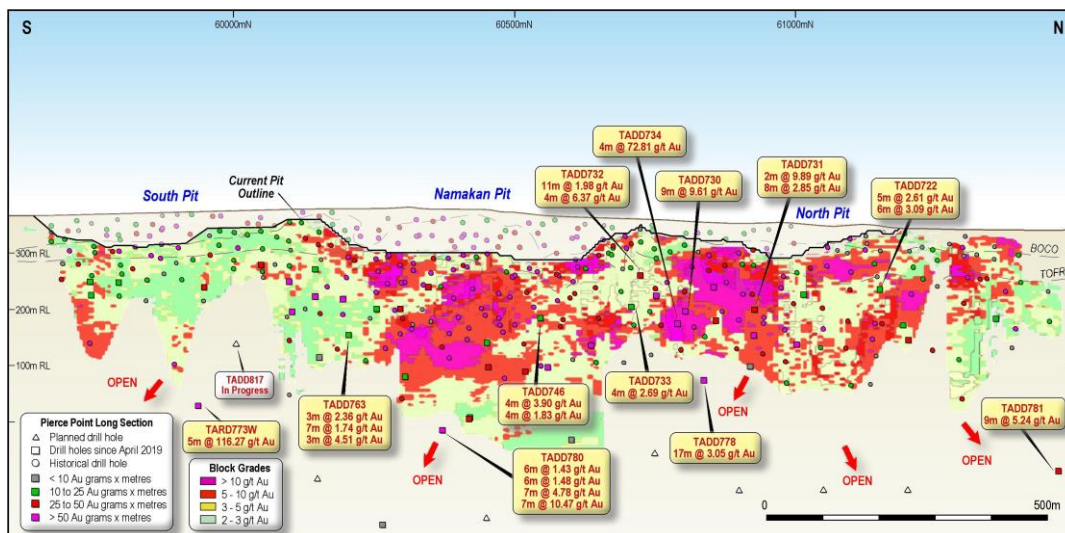 60000mN
60500mN
61000mN
S
N
South Pit
Current Pit
Outline
Namakan Pit
North Pit
TADD734
4m @ 72.81 g/t Au
TADD732
11m @ 1.98 g/t Au
4m @ 6.37 g/t Au
TADD730
9m @ 9.61 g/t Au
TADD731
2m @ 9.89 g/t Au
8m @ 2.85 g/t Au
TADD722
5m @ 2.61 g/t Au
6m @ 3.09 g/t Au
BOCO
TOFR
300m RL
200m RL
100m RL
OPEN
TADD817
In Progress
TARD773W
5m @ 116.27 g/t Au
TADD763
3m @ 2.36 g/t Au
7m @ 1.74 g/t Au
3m @ 4.51 g/t Au
OPEN
TADD780
6m @ 1.43 g/t Au
6m @ 1.48 g/t Au
7m @ 4.78 g/t Au
7m @ 10.47 g/t Au
TADD746
4m @ 3.90 g/t Au
4m @ 1.83 g/t Au
TADD733
4m @ 2.69 g/t Au
TADD778
17m @ 3.05 g/t Au
OPEN
OPEN
OPEN
TADD781
9m @ 5.24 g/t Au
Pierce Point Long Section
Planned drill hole
Drill holes since April 2019
Historical drill hole
< 10 Au grams x metres
10 to 25 Au grams x metres
25 to 50 Au grams x metres
> 50 Au grams x metres
Block Grades
> 10 g/t Au
5 - 10 g/t Au
3 - 5 g/t Au
2 - 3 g/t Au
0
500m